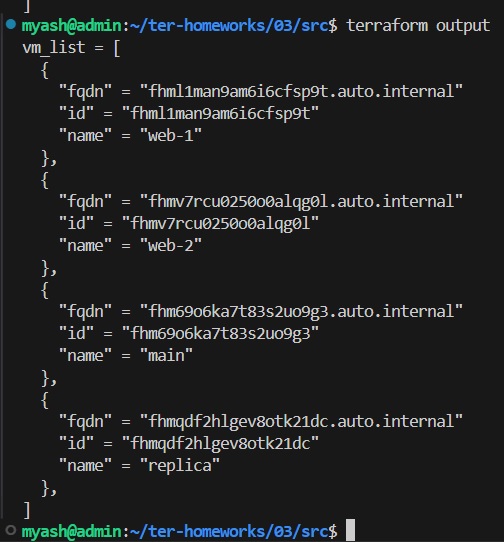 ]
myash@admin:~/ter-homeworks/03/src$ terraform output
vm_list = [
  {
    "fqdn" = "fhml1man9am6i6cfsp9t.auto.internal"
    "id" = "fhml1man9am6i6cfsp9t"
    "name" = "web-1"
  },
  {
    "fqdn" = "fhmv7rcu0250o0alqg0l.auto.internal"
    "id" = "fhmv7rcu0250o0alqg0l"
    "name" = "web-2"
  },
  {
    "fqdn" = "fhm69o6ka7t83s2uo9g3.auto.internal"
    "id" = "fhm69o6ka7t83s2uo9g3"
    "name" = "main"
  },
  {
    "fqdn" = "fhmqdf2hlgev8otk21dc.auto.internal"
    "id" = "fhmqdf2hlgev8otk21dc"
    "name" = "replica"
  },
]
myash@admin:~/ter-homeworks/03/src$